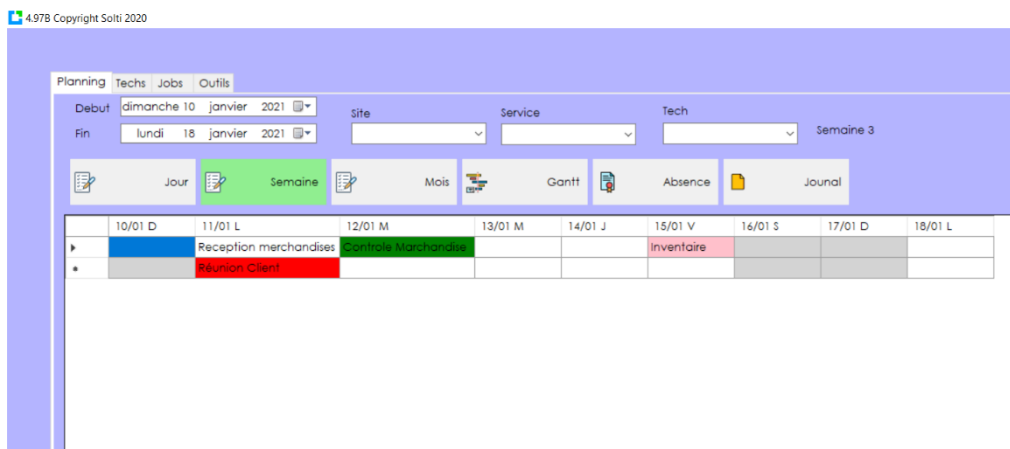 4.97B Copyright Solti 2020
Planning Techs Jobs Outils
Debut dimanche 10 janvier 2021 Site Service Tech
Fin lundi 18 janvier 2021 Semaine 3
Jour Semaine Mois Gantt Absence Jounal
10/01 D 11/01 L 12/01 M 13/01 M 14/01 J 15/01 V 16/01 S 17/01 D 18/01 L
Reception merchandises Controle Marchandise Inventaire
Réunion Client